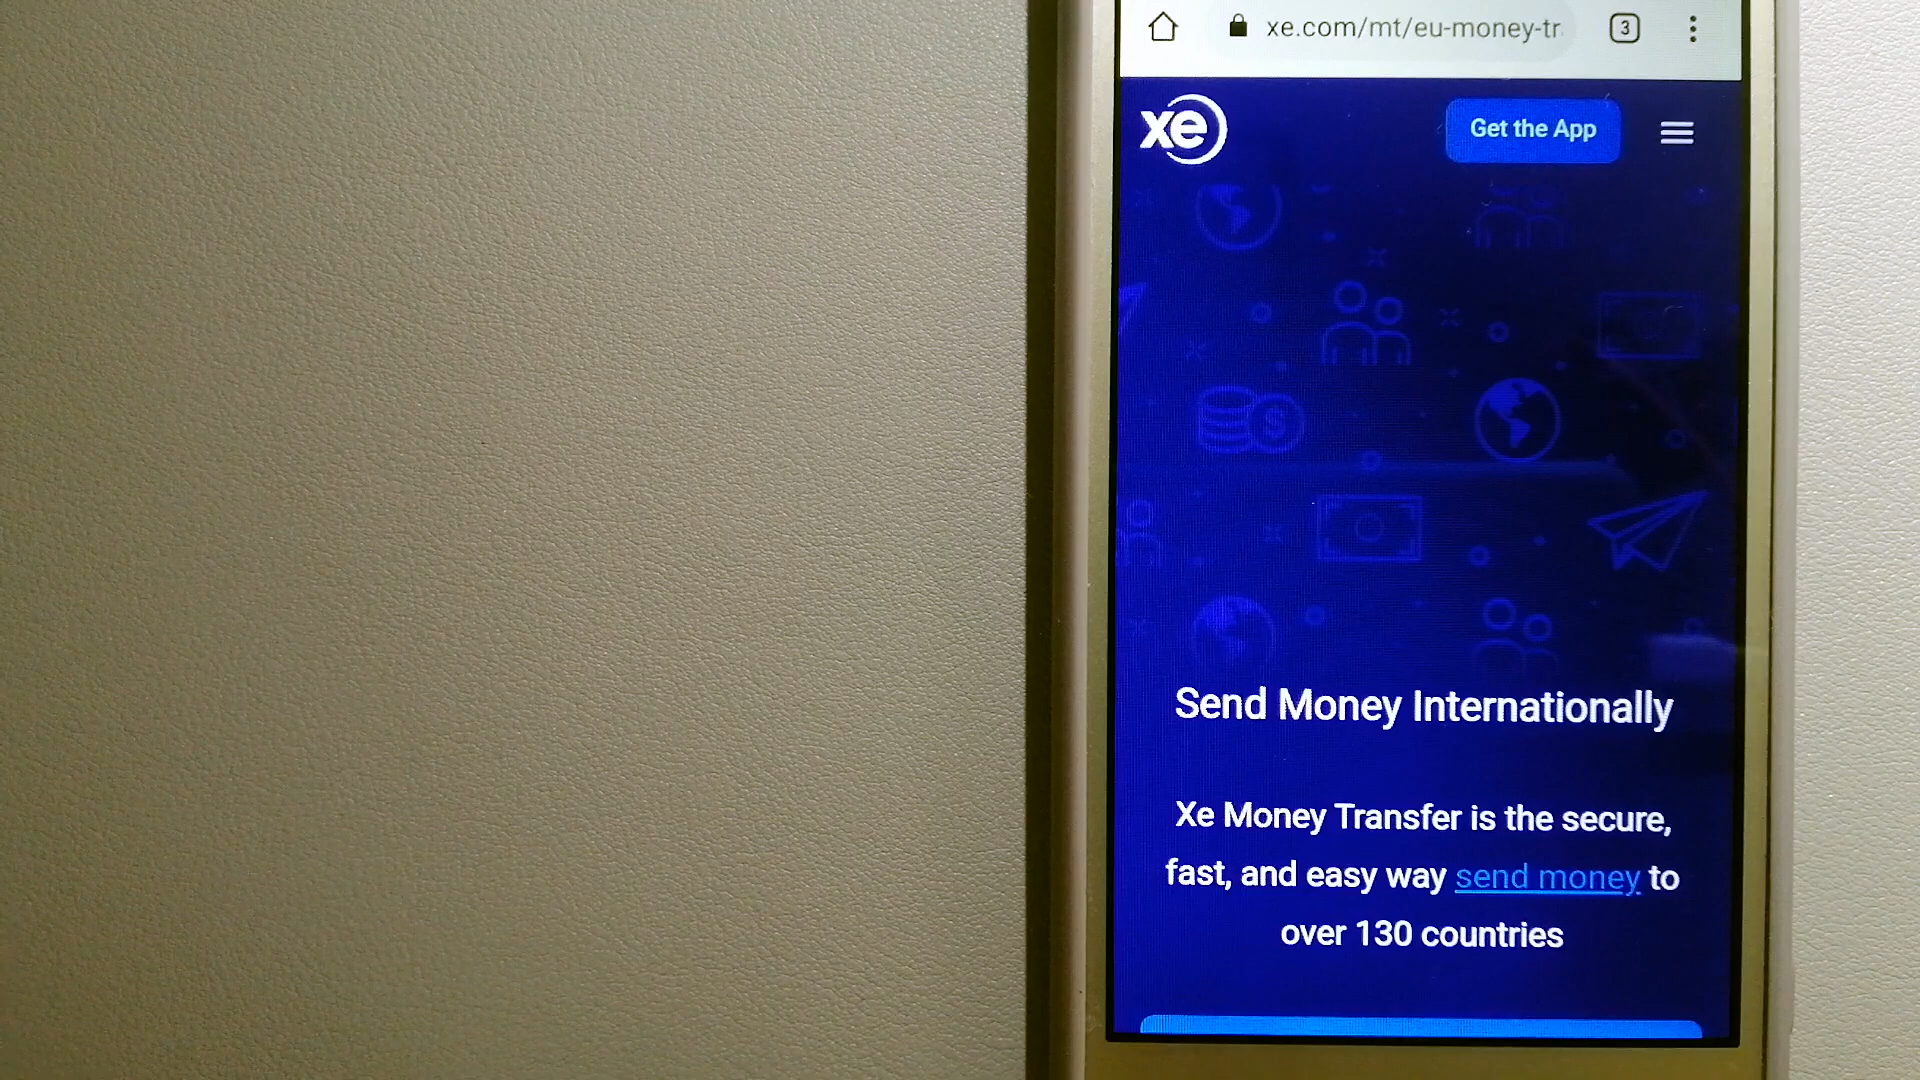 xe.com/mt/eu-money-tr
3
xe
Get the App
Send Money Internationally
Xe Money Transfer is the secure,
fast, and easy way send money to
over 130 countries